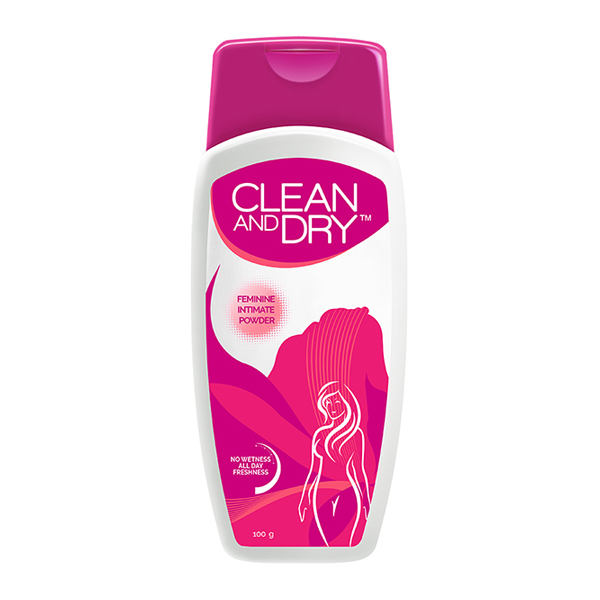 CLEAN
AND DRY™
FEMININE
INTIMATE
POWDER
NO WETNESS
ALL DAY
FRESHNESS
100 g